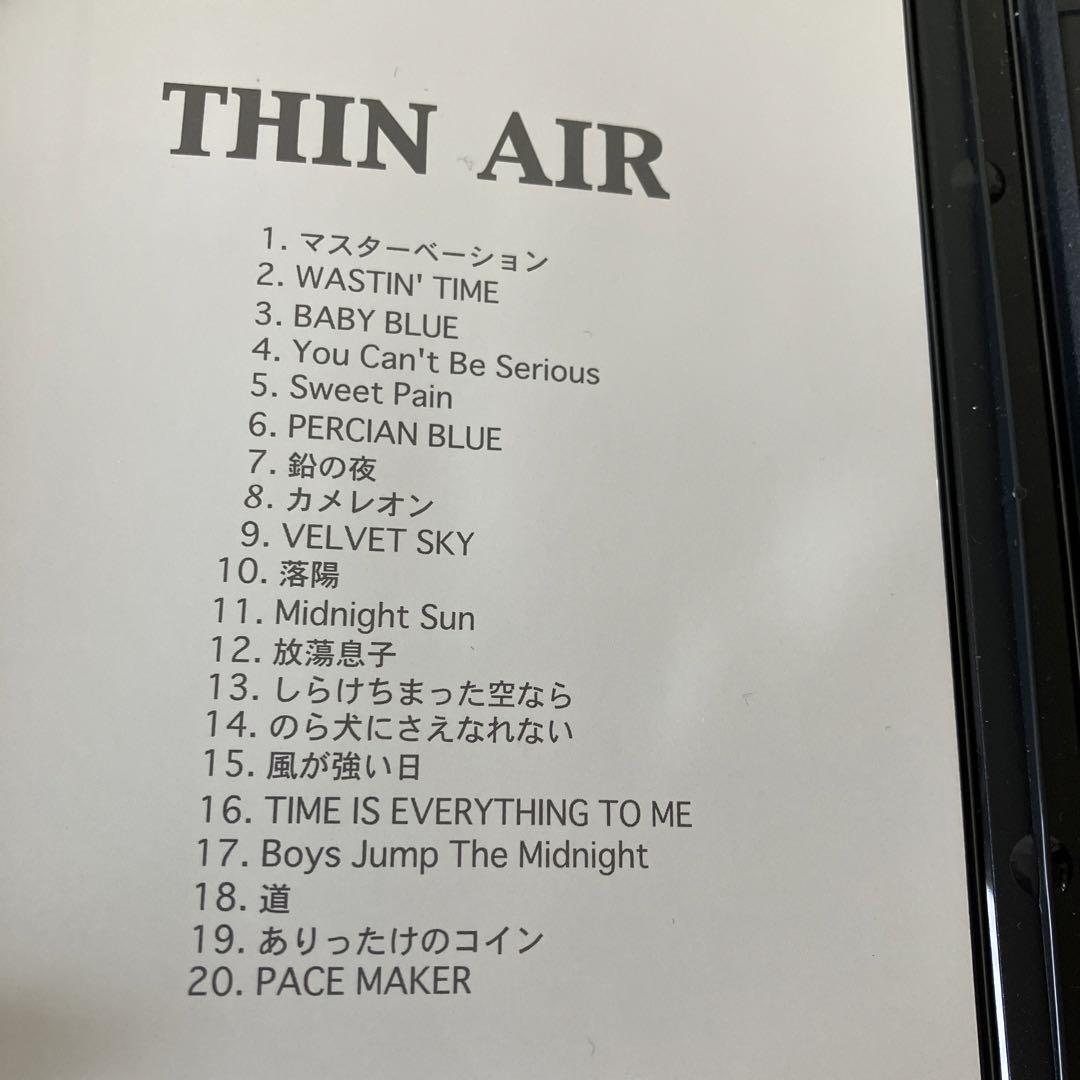 THIN AIR
1. マスターベーション
2. WASTIN' TIME
3. BABY BLUE
4. You Can't Be Serious
5. Sweet Pain
6. PERCIAN BLUE
7. 鉛の夜
8. カメレオン
9. VELVET SKY
10. 落陽
11. Midnight Sun
12. 放蕩息子
13. しらけちまった空なら
14. のら犬にさえなれない
15. 風が強い日
16. TIME IS EVERYTHING TO ME
17. Boys Jump The Midnight
18. 道
19. ありったけのコイン
20. PACE MAKER